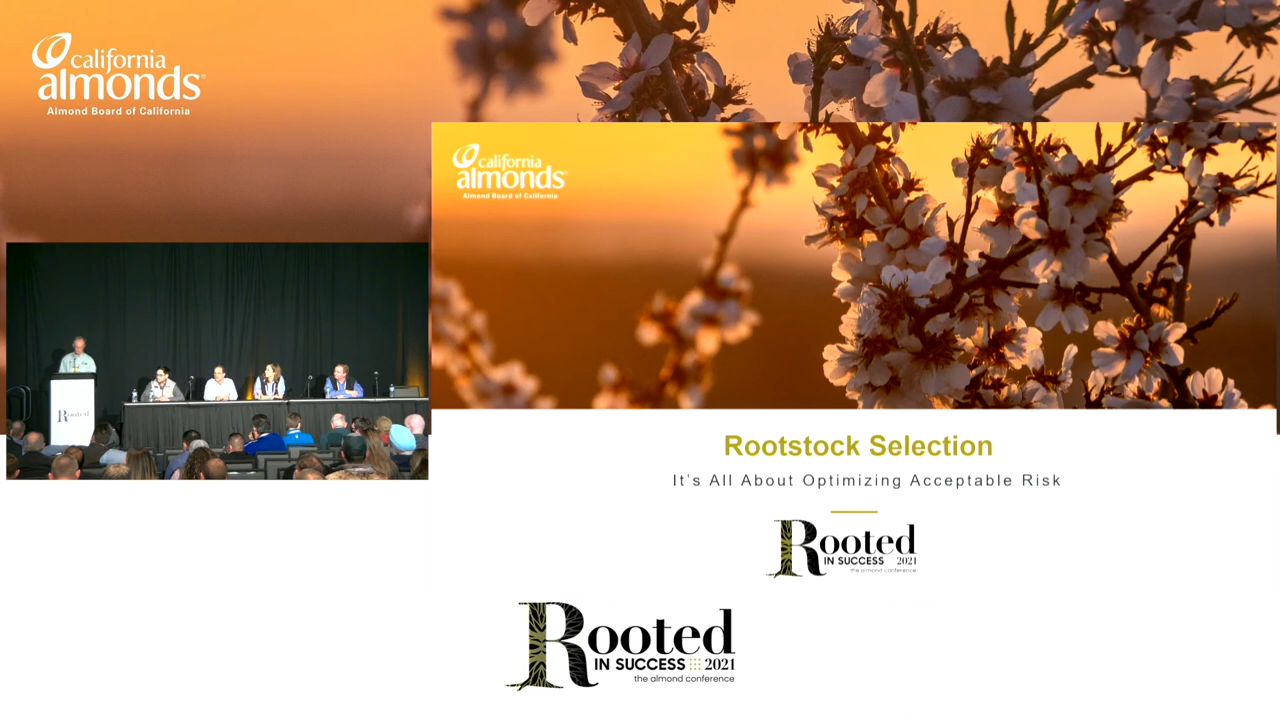 california
almonds
Almond Board of California
california
almonds
Almond Board of California
Rooted
Rootstock Selection
It's All About Optimizing Acceptable Risk
Rooted
IN SUCCESS 2021
the almond conference
Rooted
IN SUCCESS 2021
the almond conference